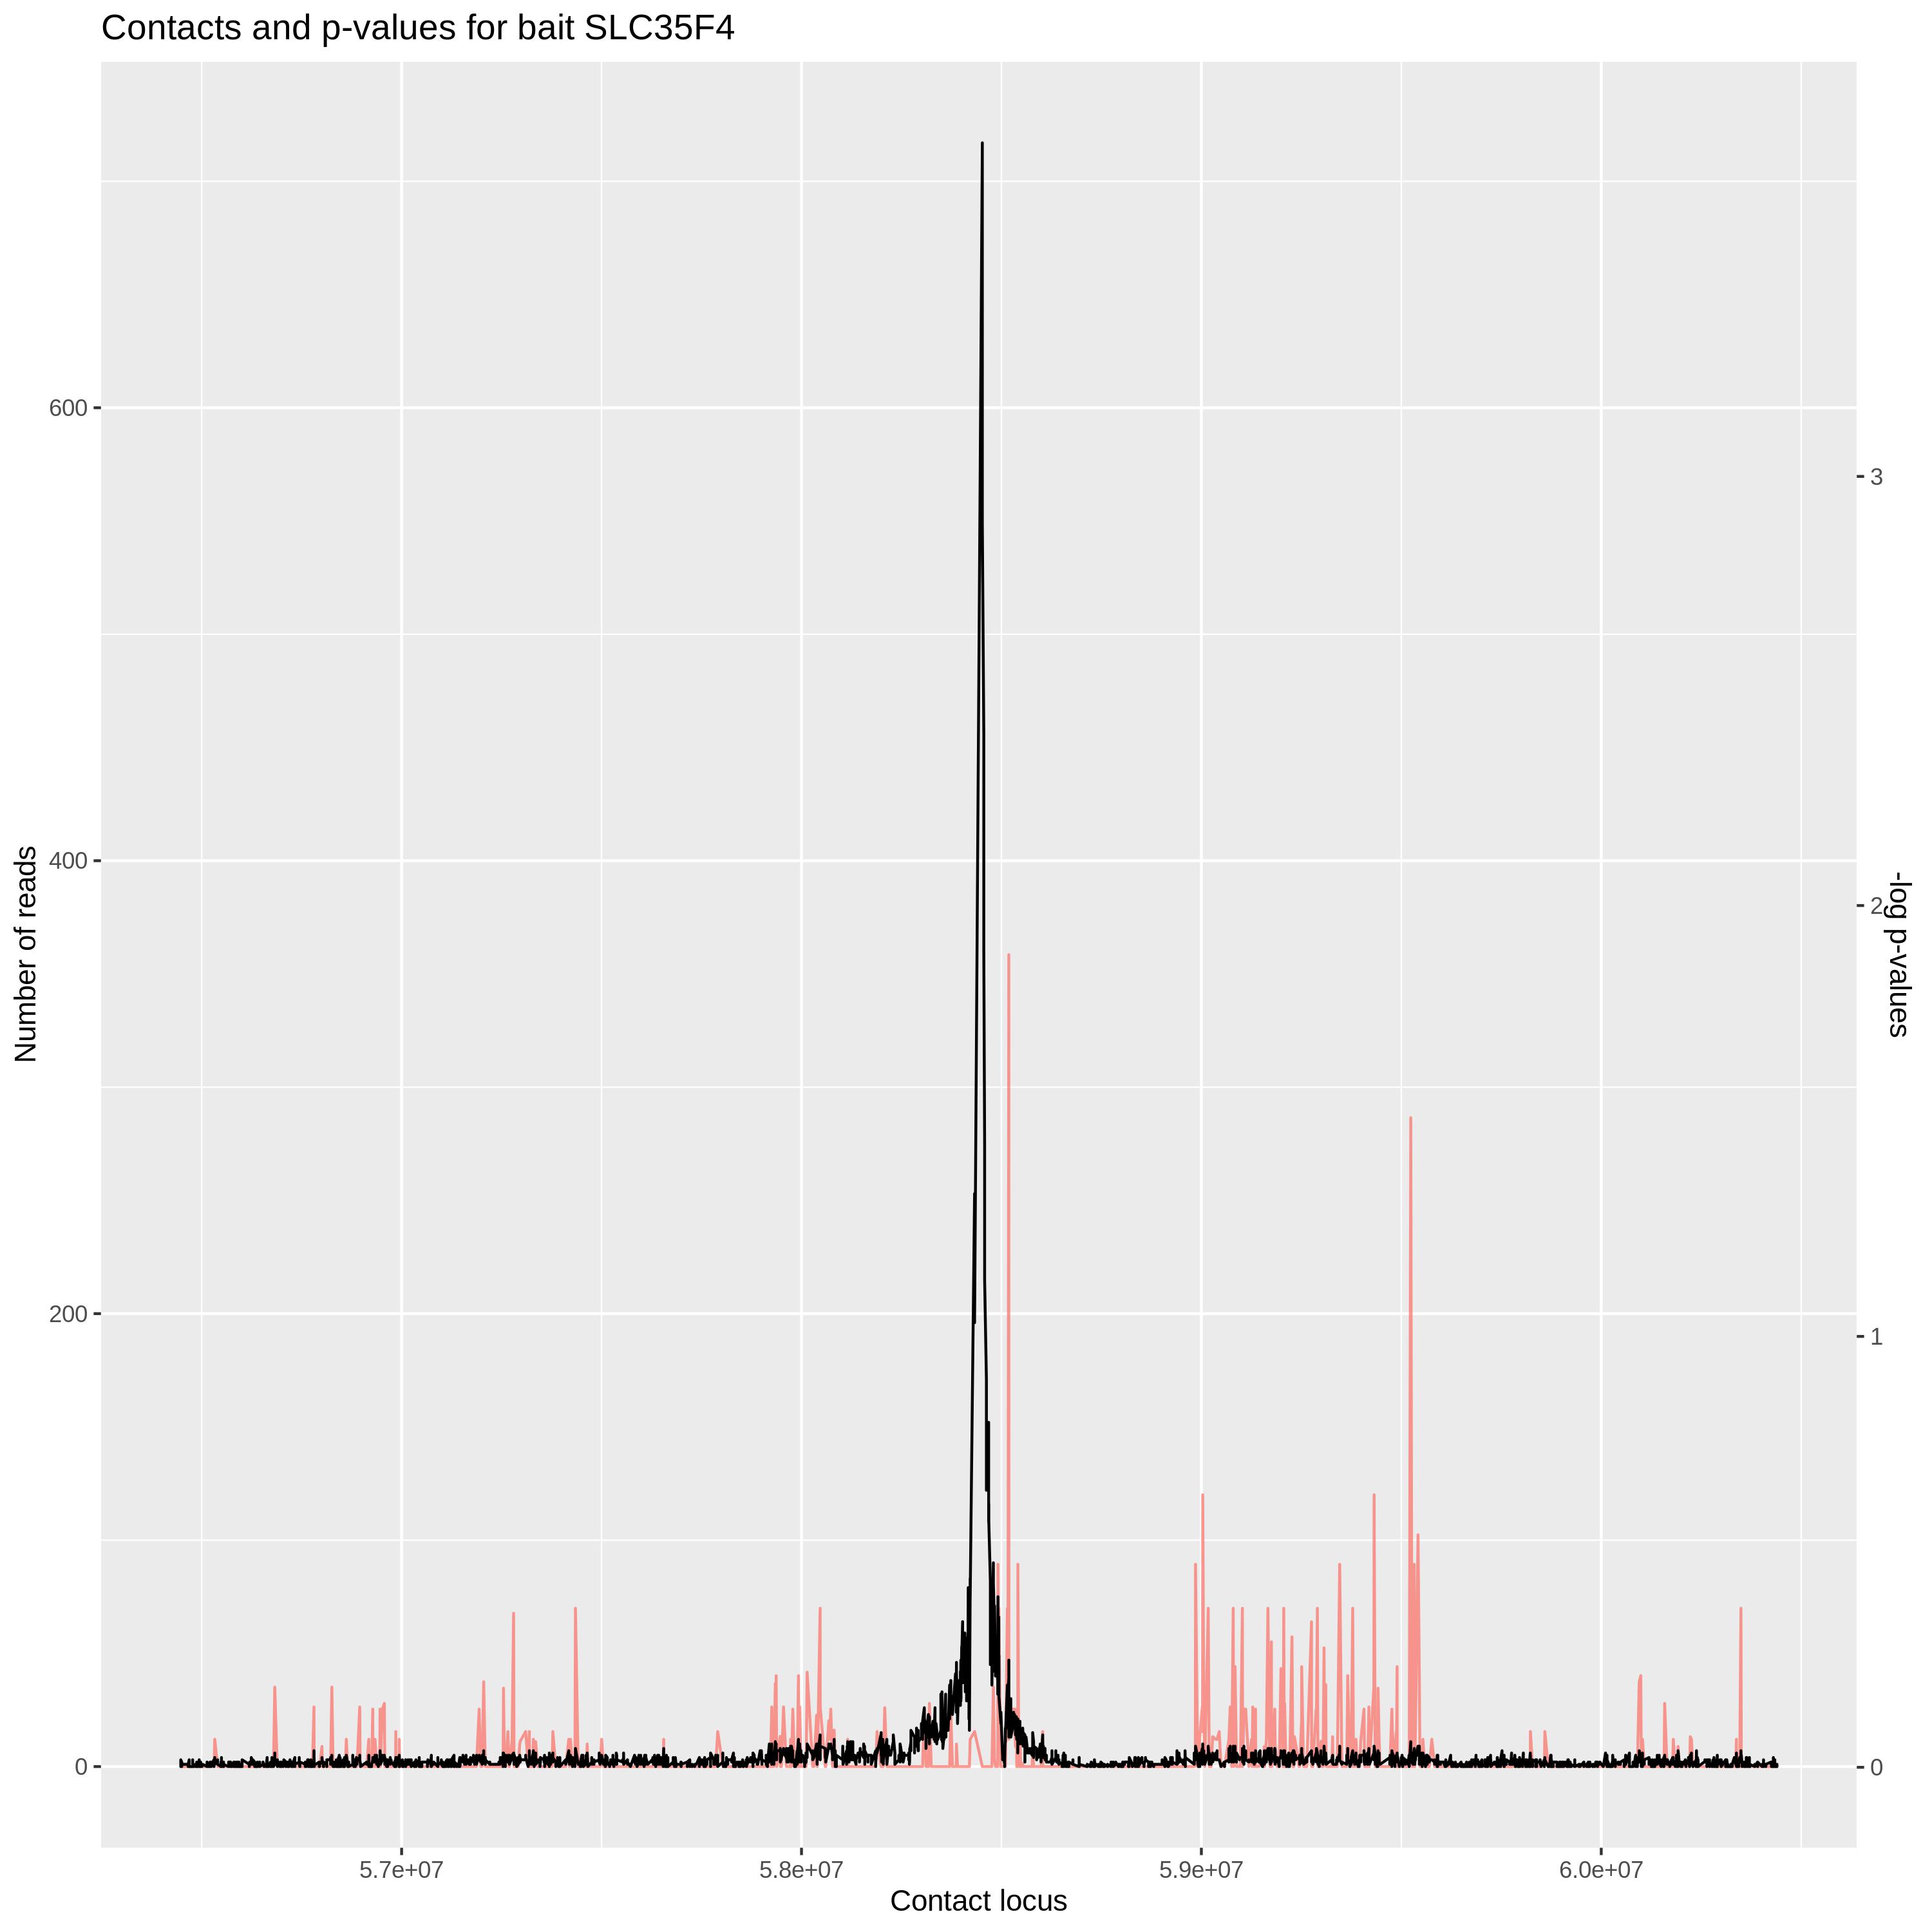 Contacts and p-values for bait SLC35F4
600
400
200
0
Number of reads
3
2
1
0
-log p-values
5.7e+07
5.8e+07
5.9e+07
6.0e+07
Contact locus